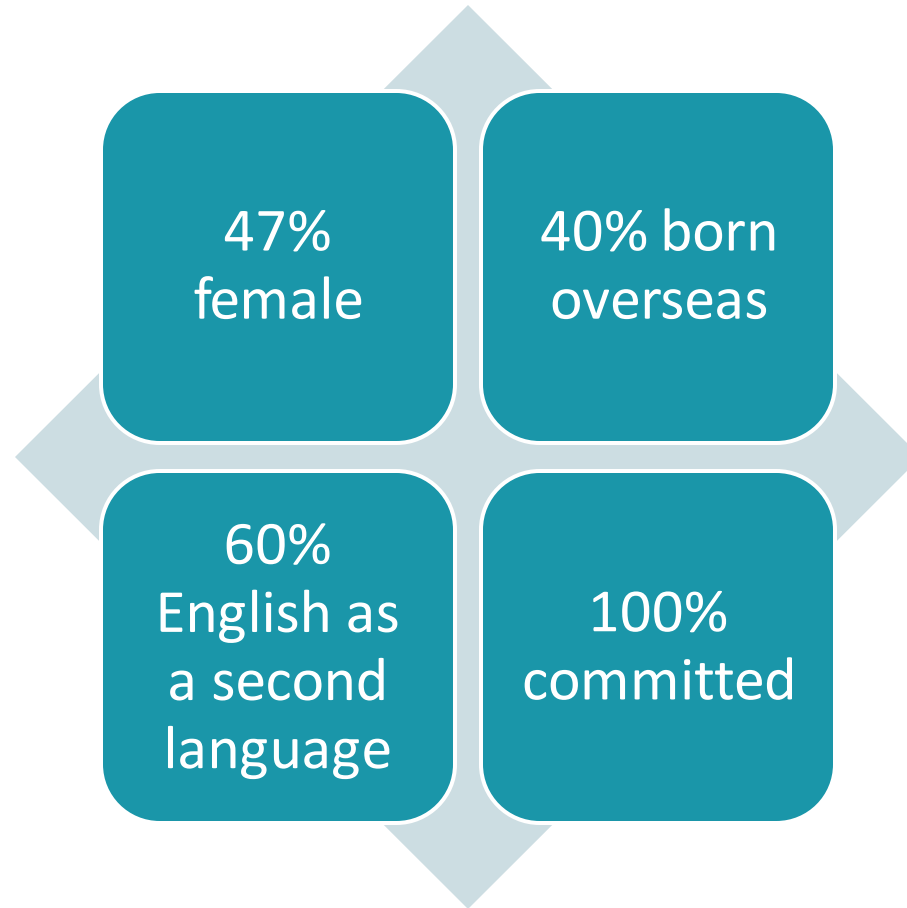 47%
female
40% born
overseas
60%
English as
a second
language
100%
committed